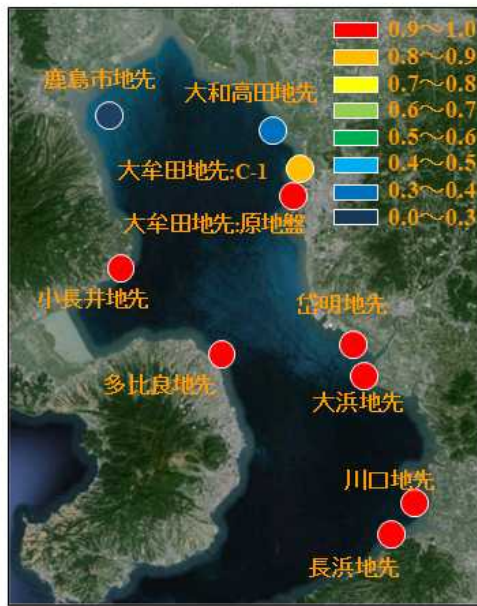 0.9～1.0
0.8～0.9
0.7～0.8
0.6～0.7
0.5～0.6
0.4～0.5
0.3～0.4
0.0～0.3
鹿島市地先
大和高田地先
大牟田地先:C-1
大牟田地先:原地盤
小長井地先
岱明地先
多比良地先
大浜地先
川口地先
長浜地先